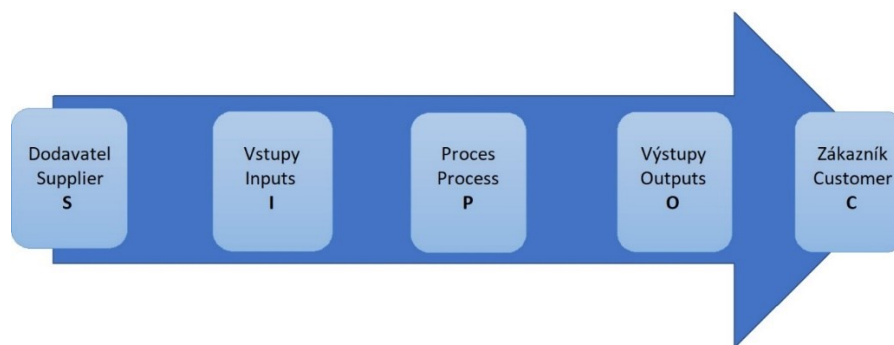 Dodavatel
Supplier
S
Vstupy
Inputs
I
Proces
Process
P
Výstupy
Outputs
O
Zákazník
Customer
C